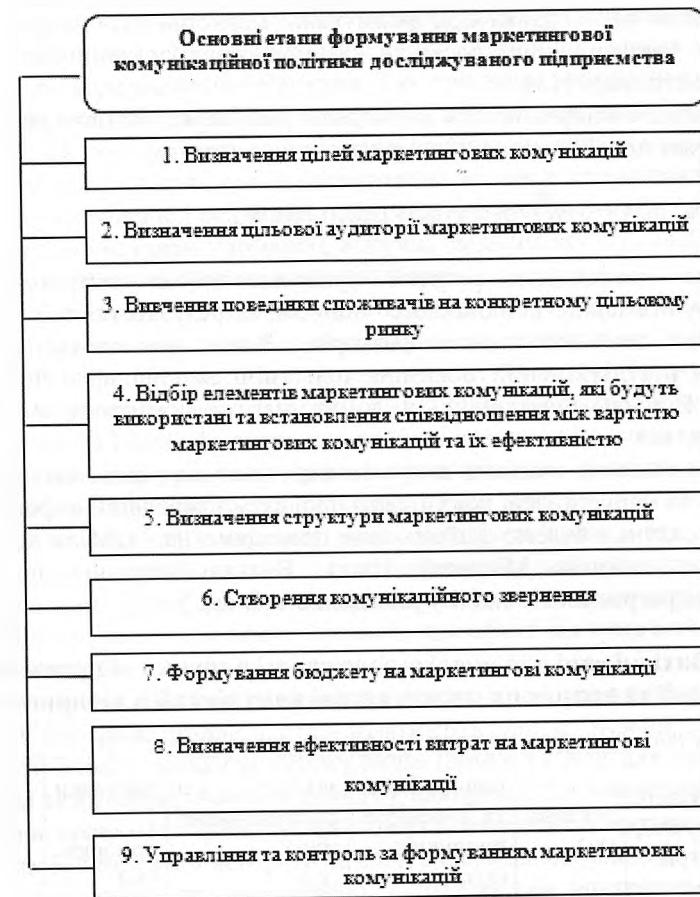 Основні етапи формування маркетингової
комунікаційної політики досліджуваного підприємства
1. Визначення цілей маркетингових комунікацій
2. Визначення цільової аудиторії маркетингових комунікацій
3. Вивчення поведінки споживачів на конкретному цільовому
ринку
4. Відбір елементів маркетингових комунікацій, які будуть
використані та встановлення співвідношення між вартістю
маркетингових комунікацій та їх ефективністю
5. Визначення структури маркетингових комунікацій
6. Створення комунікаційного звернення
7. Формування бюджету на маркетингові комунікації
8. Визначення ефективності витрат на маркетингові
комунікації
9. Управління та контроль за формуванням маркетингових
комунікацій